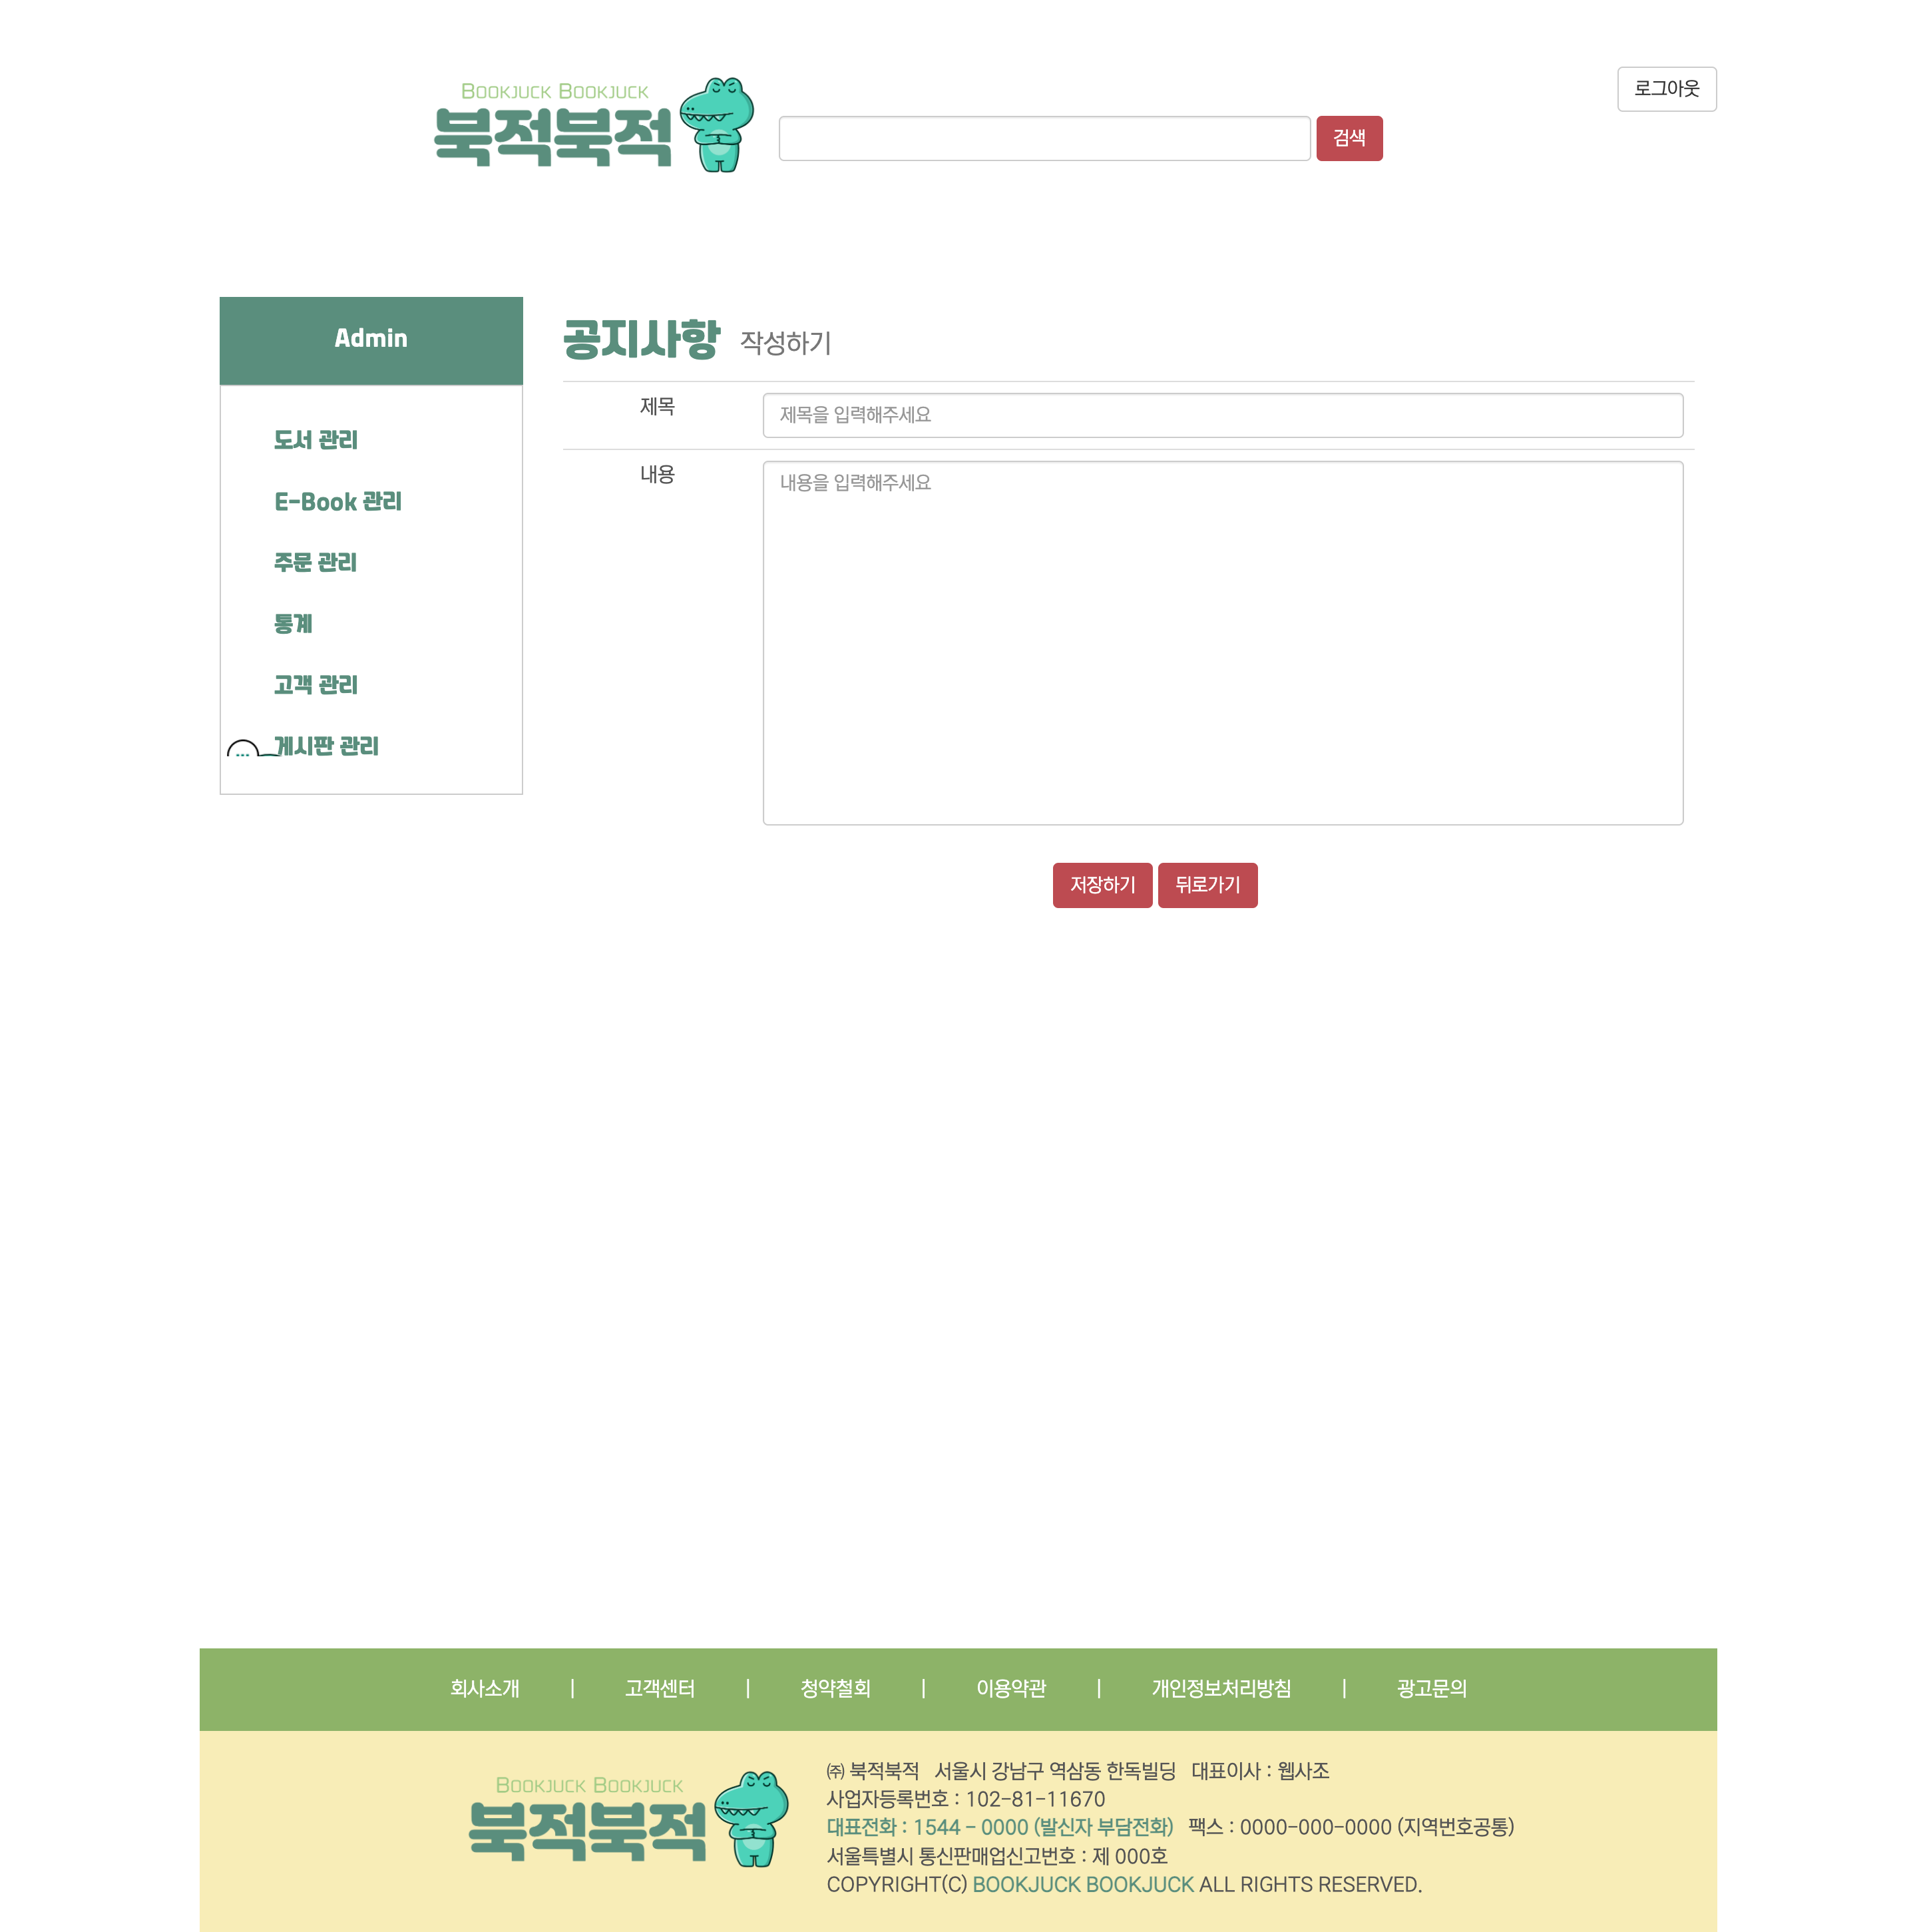 로그아웃
BOOKJUCK BOOKJUCK
북적북적
검색
Admin
도서 관리
E-Book 관리
주문 관리
통계
고객 관리
게시판 관리
공지사항 작성하기
제목
제목을 입력해주세요
내용
내용을 입력해주세요
저장하기 뒤로가기
회사소개 | 고객센터 | 청약철회 | 이용약관 | 개인정보처리방침 | 광고문의
BOOKJUCK BOOKJUCK
북적북적
㈜ 북적북적 서울시 강남구 역삼동 한독빌딩 대표이사 : 웹사조
사업자등록번호 : 102-81-11670
대표전화 : 1544 - 0000 (발신자 부담전화) 팩스 : 0000-000-0000 (지역번호공통)
서울특별시 통신판매업신고번호 : 제 000호
COPYRIGHT(C) BOOKJUCK BOOKJUCK ALL RIGHTS RESERVED.